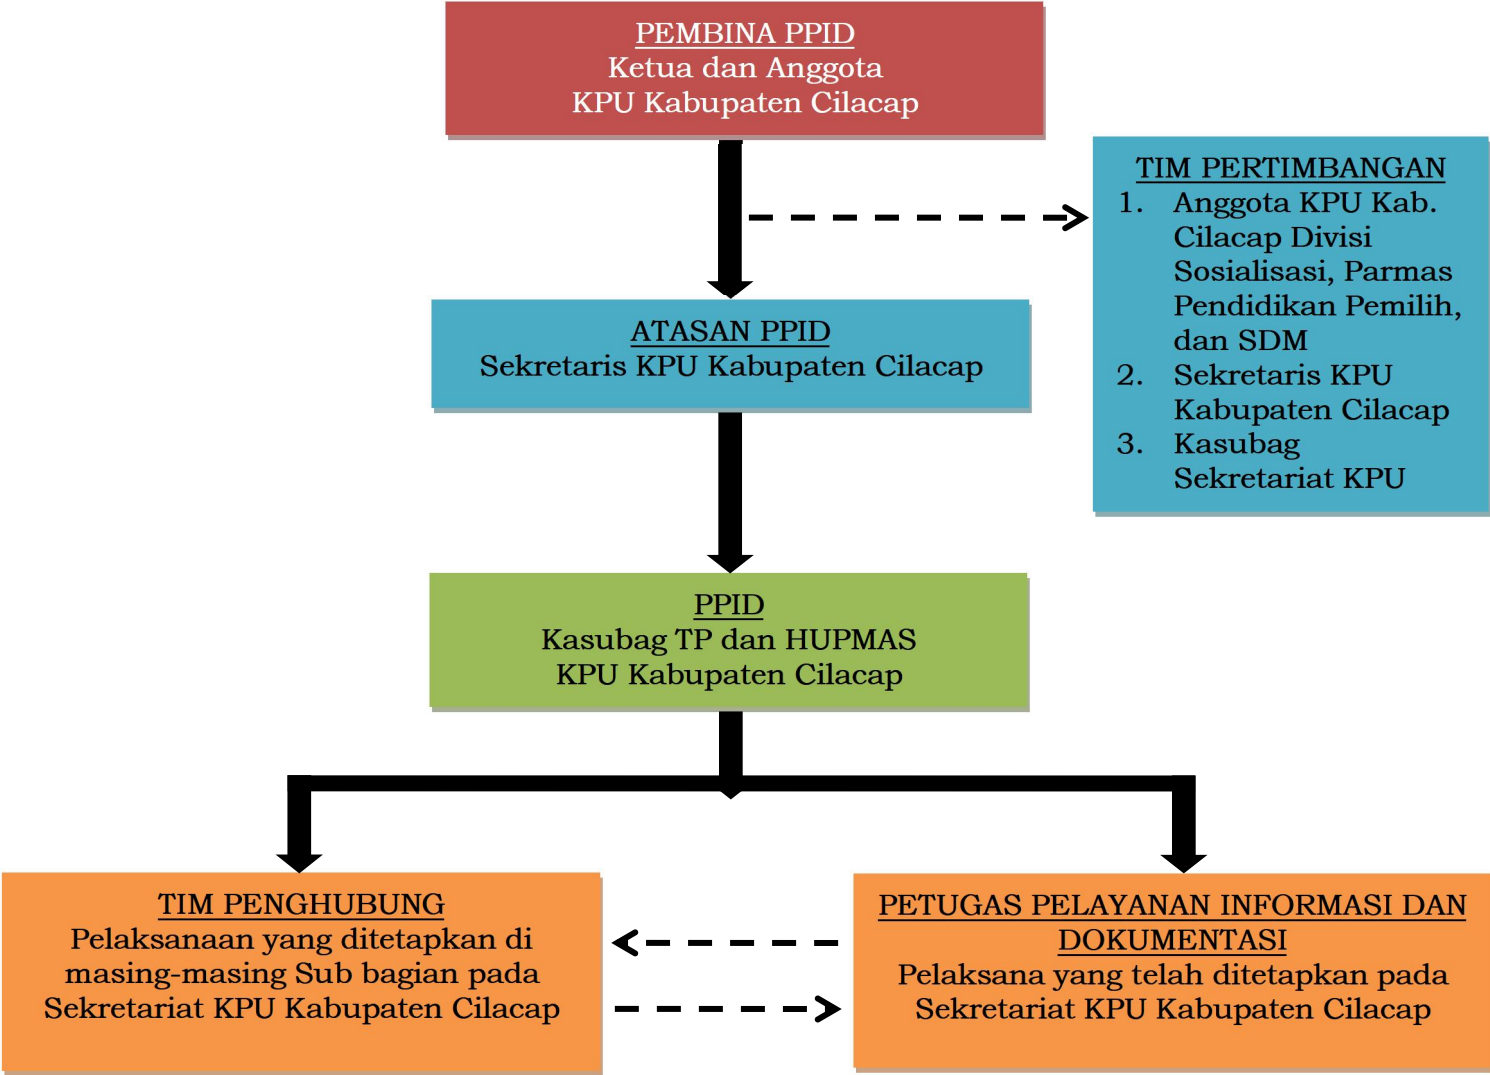 PEMBINA PPID
Ketua dan Anggota
KPU Kabupaten Cilacap
TIM PERTIMBANGAN
1. Anggota KPU Kab.
Cilacap Divisi
Sosialisasi, Parmas
Pendidikan Pemilih,
dan SDM
2. Sekretaris KPU
Kabupaten Cilacap
3. Kasubag
Sekretariat KPU
ATASAN PPID
Sekretaris KPU Kabupaten Cilacap
PPID
Kasubag TP dan HUPMAS
KPU Kabupaten Cilacap
TIM PENGHUBUNG
Pelaksanaan yang ditetapkan di
masing-masing Sub bagian pada
Sekretariat KPU Kabupaten Cilacap
PETUGAS PELAYANAN INFORMASI DAN
DOKUMENTASI
Pelaksana yang telah ditetapkan pada
Sekretariat KPU Kabupaten Cilacap